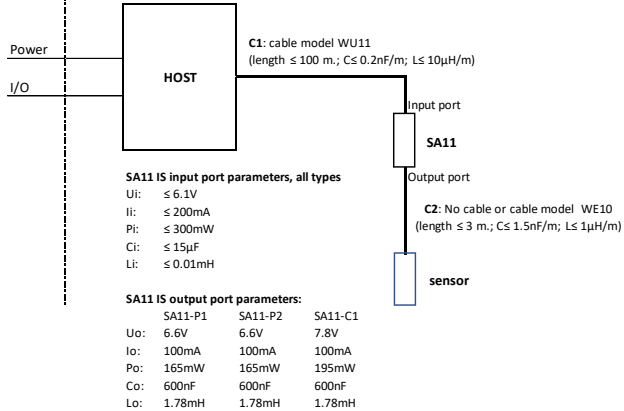 Power
I/O
HOST
C1: cable model WU11
(length ≤ 100 m.; C≤ 0.2nF/m; L≤ 10µH/m)
Input port
SA11
Output port
C2: No cable or cable model WE10
(length ≤ 3 m.; C≤ 1.5nF/m; L≤ 1µH/m)
sensor
SA11 IS input port parameters, all types
Ui: ≤ 6.1V
Ii: ≤ 200mA
Pi: ≤ 300mW
Ci: ≤ 15µF
Li: ≤ 0.01mH
SA11 IS output port parameters:
SA11-P1 SA11-P2 SA11-C1
Uo: 6.6V 6.6V 7.8V
Io: 100mA 100mA 100mA
Po: 165mW 165mW 195mW
Co: 600nF 600nF 600nF
Lo: 1.78mH 1.78mH 1.78mH